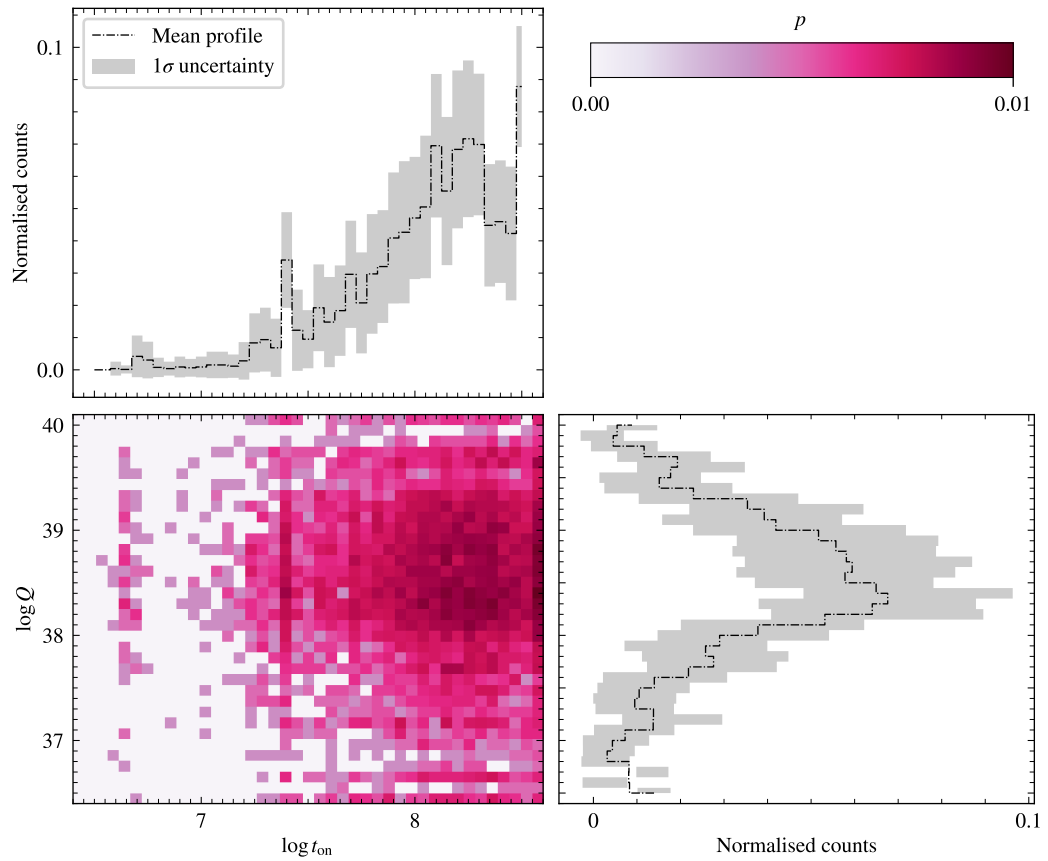 0.1
0.0
Normalised counts
Mean profile
1σ uncertainty
p
0.00
0.01
40
39
38
37
log Q
7
8
log t_on
0
0.1
Normalised counts